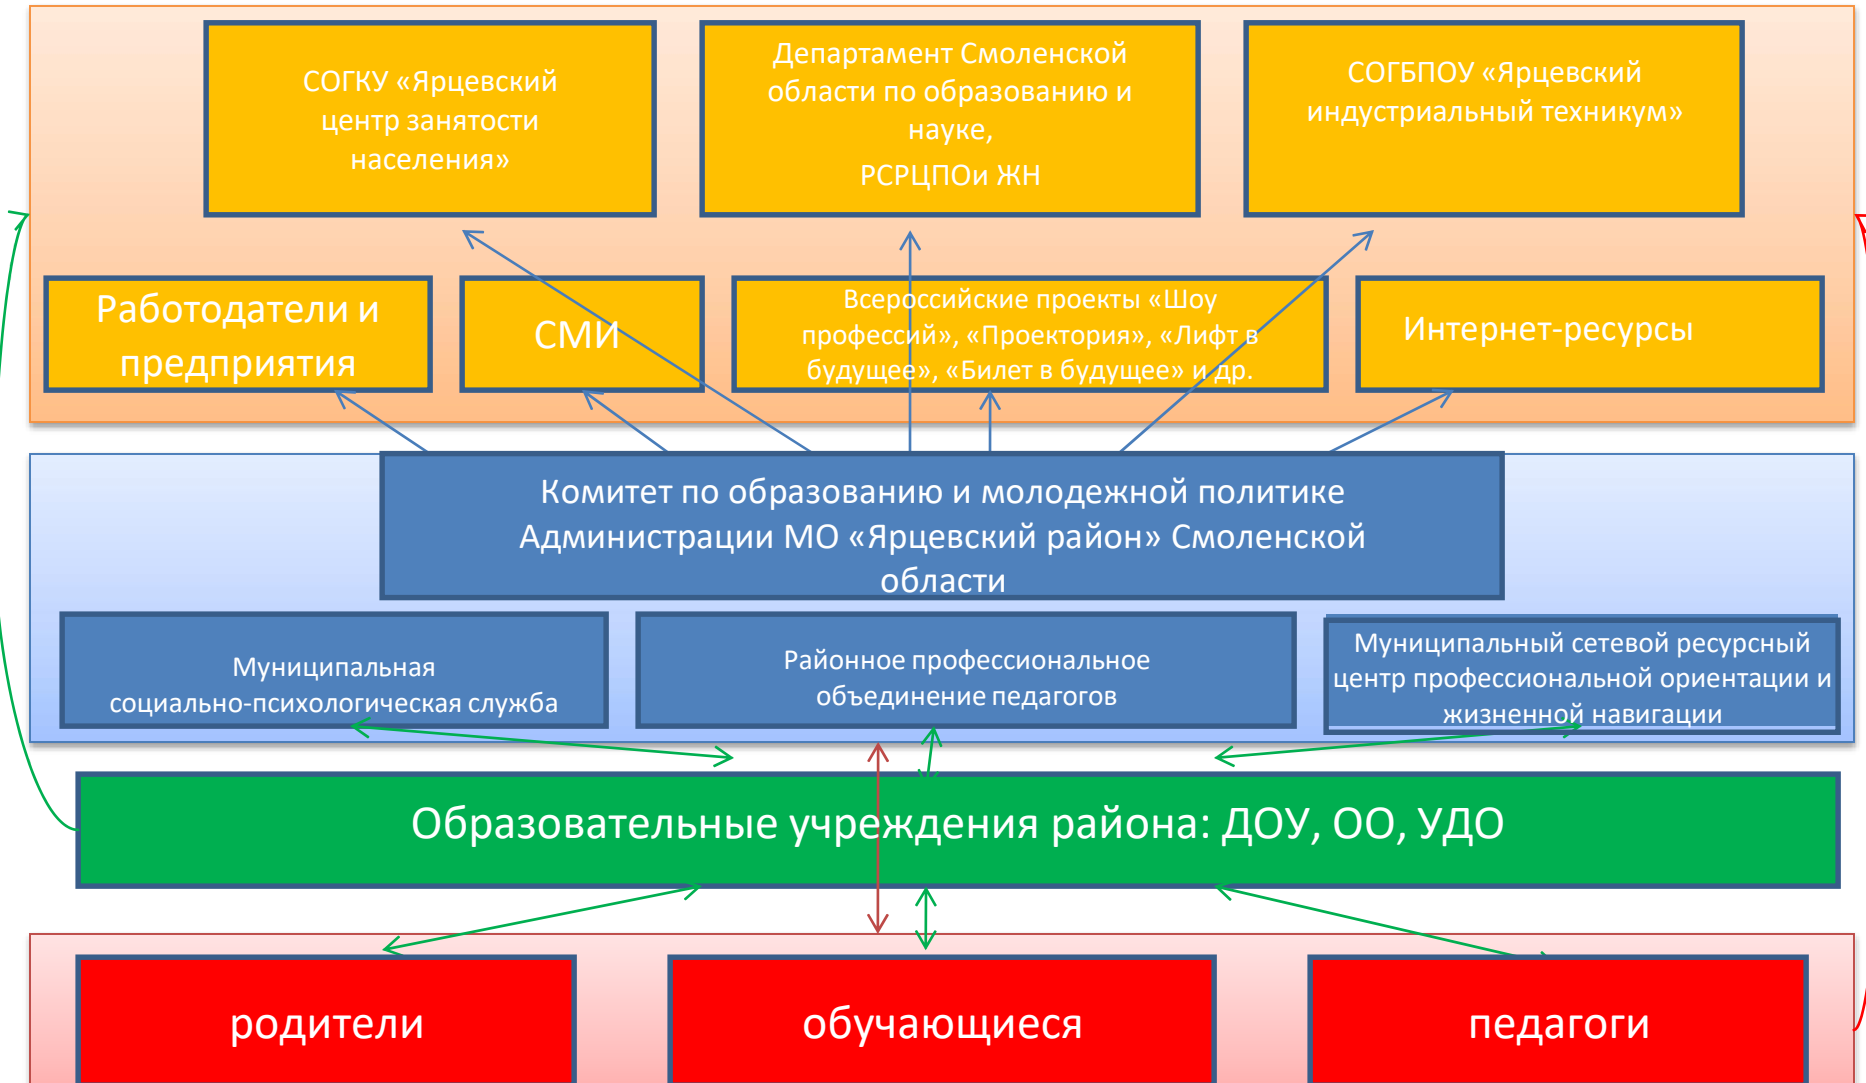 СОГКУ «Ярцевский
центр занятости
населения»
Департамент Смоленской
области по образованию и
науке,
РСРЦПОи ЖН
СОГБПОУ «Ярцевский
индустриальный техникум»
Работодатели и
предприятия
СМИ
Всероссийские проекты «Шоу
профессий», «Проектория», «Лифт в
будущее», «Билет в будущее» и др.
Интернет-ресурсы
Комитет по образованию и молодежной политике
Администрации МО «Ярцевский район» Смоленской
области
Муниципальная
социально-психологическая служба
Районное профессиональное
объединение педагогов
Муниципальный сетевой ресурсный
центр профессиональной ориентации и
жизненной навигации
Образовательные учреждения района: ДОУ, ОО, УДО
родители
обучающиеся
педагоги